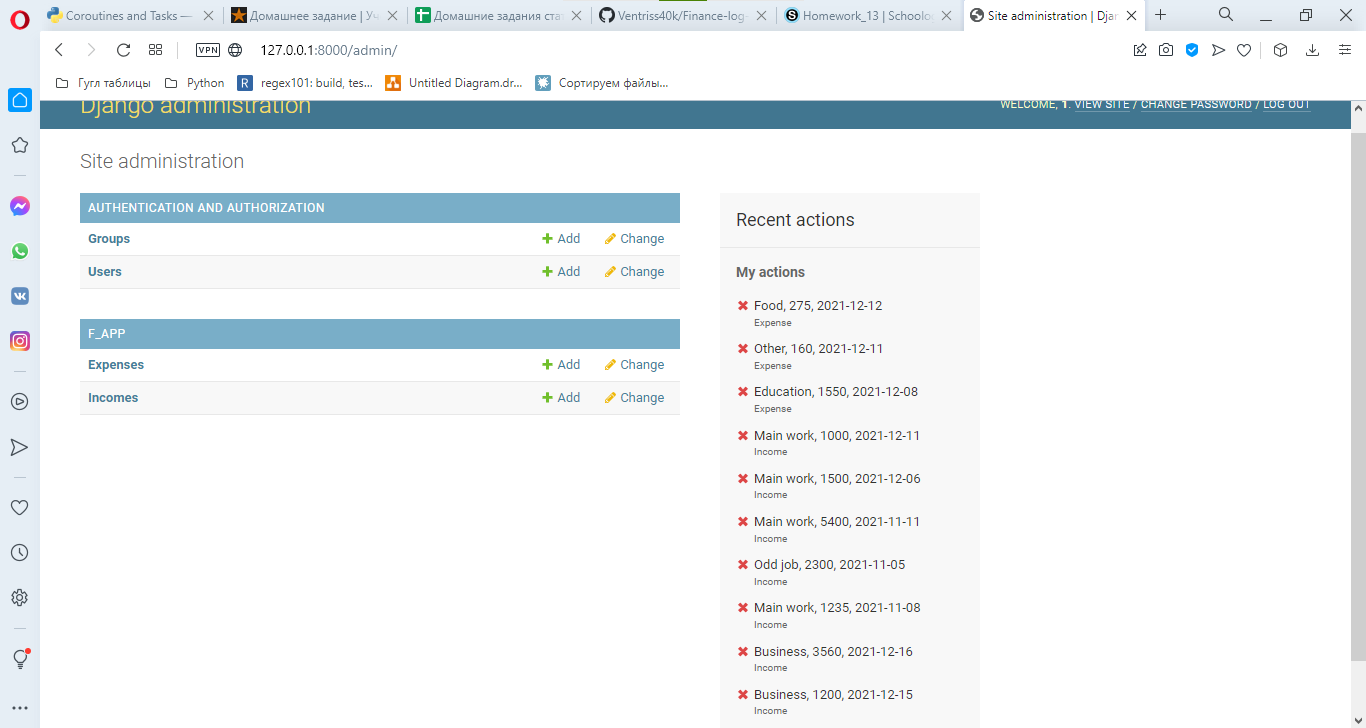 Coroutines and Tasks —
Домашнее задание | Уч
Домашние задания ста
Ventriss40k/Finance-log-
Homework_13 | Schoolo
Site administration | Djan
VPN
127.0.0.1:8000/admin/
Гугл таблицы
Python
R
regex101: build, tes...
Untitled Diagram.dr...
Сортируем файлы...
Django administration
WELCOME, 1. VIEW SITE / CHANGE PASSWORD / LOG OUT
Site administration
AUTHENTICATION AND AUTHORIZATION
Groups Add Change
Users Add Change
F_APP
Expenses Add Change
Incomes Add Change
Recent actions
My actions
Food, 275, 2021-12-12
Expense
Other, 160, 2021-12-11
Expense
Education, 1550, 2021-12-08
Expense
Main work, 1000, 2021-12-11
Income
Main work, 1500, 2021-12-06
Income
Main work, 5400, 2021-11-11
Income
Odd job, 2300, 2021-11-05
Income
Main work, 1235, 2021-11-08
Income
Business, 3560, 2021-12-16
Income
Business, 1200, 2021-12-15
Income